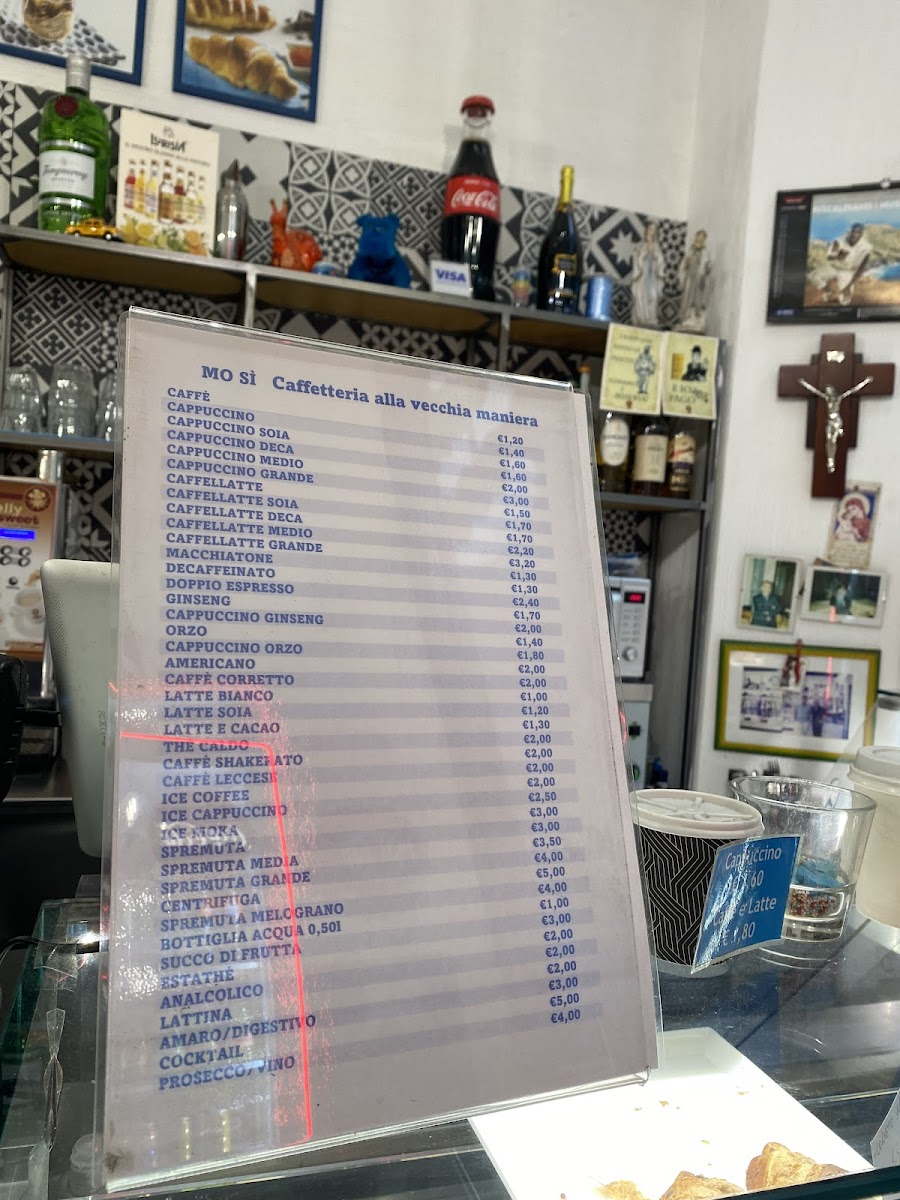 MO SÌ Caffetteria alla vecchia maniera
CAFFÈ €1,20
CAPPUCCINO €1,40
CAPPUCCINO SOIA €1,60
CAPPUCCINO DECA €1,60
CAPPUCCINO MEDIO €2,00
CAPPUCCINO GRANDE €3,00
CAFFELLATTE €1,50
CAFFELLATTE SOIA €1,70
CAFFELLATTE DECA €1,70
CAFFELLATTE MEDIO €2,20
CAFFELLATTE GRANDE €3,20
MACCHIATONE €1,30
DECAFFEINATO €1,30
DOPPIO ESPRESSO €2,40
GINSENG €1,70
CAPPUCCINO GINSENG €2,00
ORZO €1,40
CAPPUCCINO ORZO €1,80
AMERICANO €2,00
CAFFÈ CORRETTO €2,00
LATTE BIANCO €1,00
LATTE SOIA €1,20
LATTE E CACAO €1,30
THE CALDO €2,00
CAFFÈ SHAKERATO €2,00
CAFFÈ LECCESE €2,00
ICE COFFEE €2,00
ICE CAPPUCCINO €2,50
ICE MOKA €3,00
SPREMUTA €3,00
SPREMUTA MEDIA €3,50
SPREMUTA GRANDE €4,00
CENTRIFUGA €5,00
SPREMUTA MELOGRANO €4,00
BOTTIGLIA ACQUA 0,50l €1,00
SUCCO DI FRUTTA €3,00
ESTATHÉ €2,00
ANALCOLICO €2,00
LATTINA €2,00
AMARO/DIGESTIVO €3,00
COCKTAIL €5,00
PROSECCO/VINO €4,00
Tanqueray
Coca-Cola
VISA
E IO NON
PAGO
Cappuccino
60
e Latte
,80